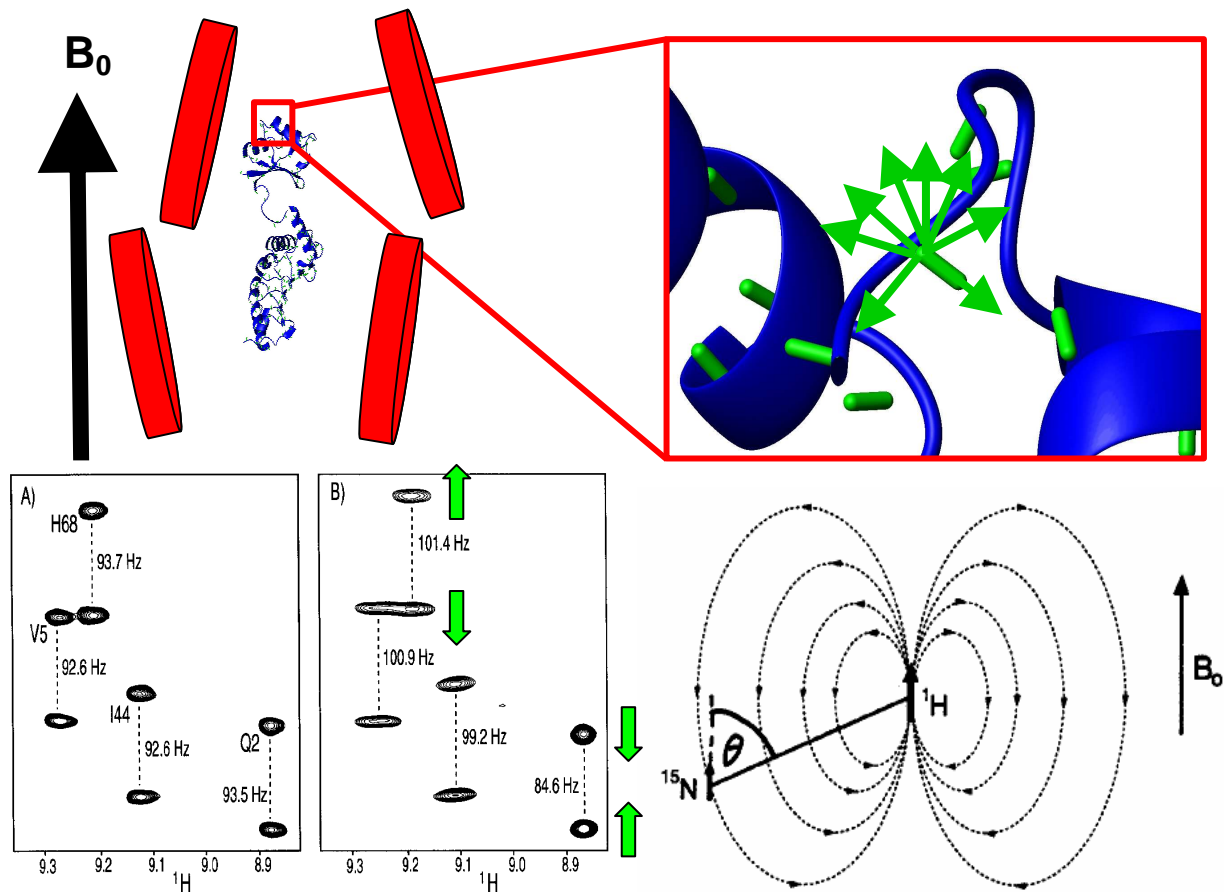 B₀
A)
H68
93.7 Hz
V5
92.6 Hz
I44
92.6 Hz
Q2
93.5 Hz
9.3 9.2 9.1 9.0 8.9
¹H
B)
101.4 Hz
100.9 Hz
99.2 Hz
84.6 Hz
9.3 9.2 9.1 9.0 8.9
¹H
¹H
B₀
θ
¹⁵N